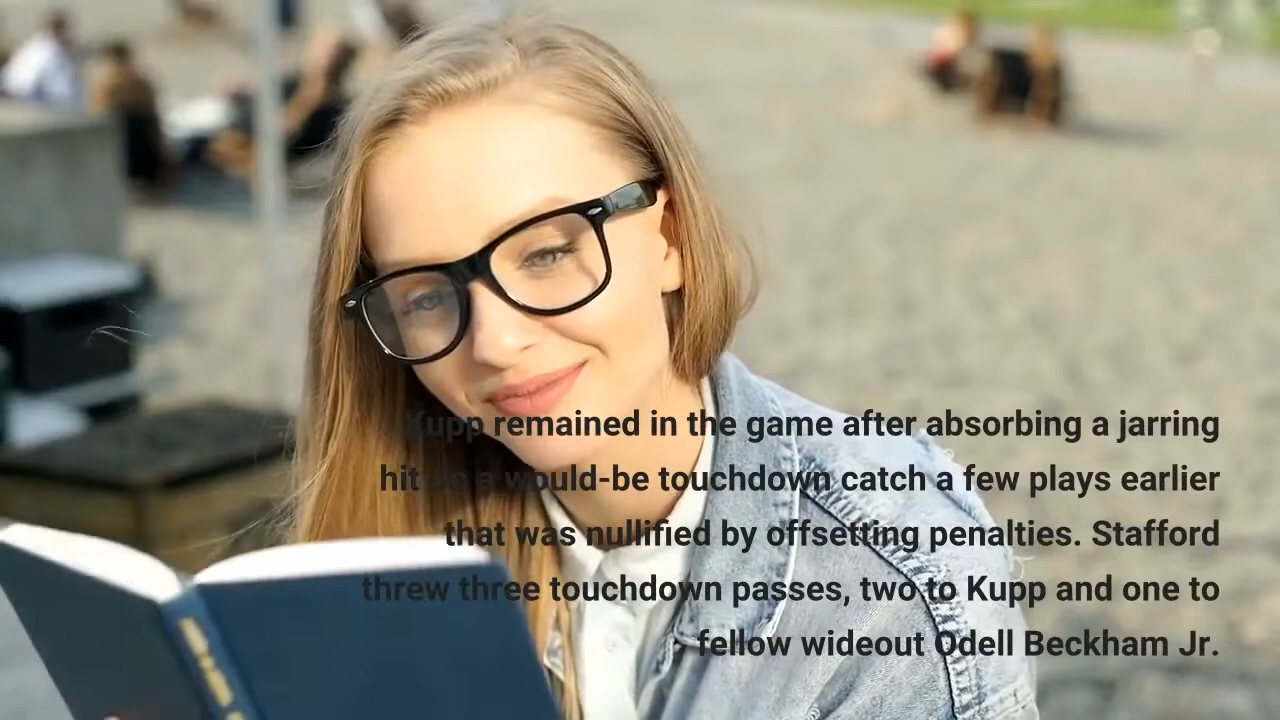 Kupp remained in the game after absorbing a jarring
hit on a would-be touchdown catch a few plays earlier
that was nullified by offsetting penalties. Stafford
threw three touchdown passes, two to Kupp and one to
fellow wideout Odell Beckham Jr.